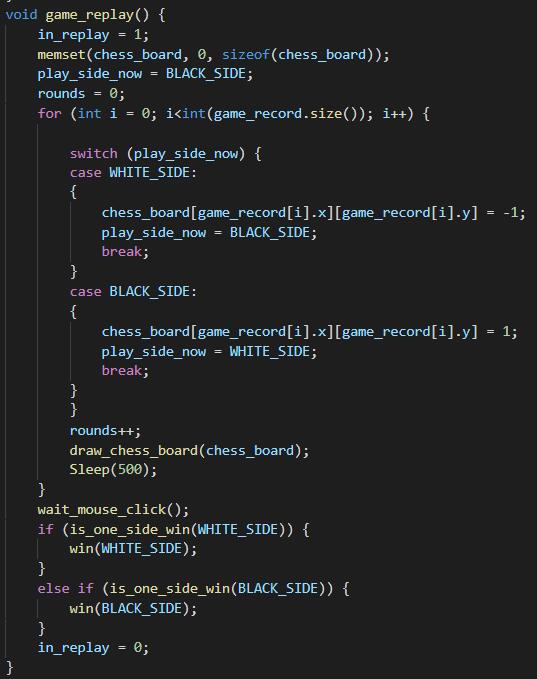 void game_replay() {
    in_replay = 1;
    memset(chess_board, 0, sizeof(chess_board));
    play_side_now = BLACK_SIDE;
    rounds = 0;
    for (int i = 0; i<int(game_record.size()); i++) {

        switch (play_side_now) {
        case WHITE_SIDE:
        {
            chess_board[game_record[i].x][game_record[i].y] = -1;
            play_side_now = BLACK_SIDE;
            break;
        }
        case BLACK_SIDE:
        {
            chess_board[game_record[i].x][game_record[i].y] = 1;
            play_side_now = WHITE_SIDE;
            break;
        }
        }
        rounds++;
        draw_chess_board(chess_board);
        Sleep(500);
    }
    wait_mouse_click();
    if (is_one_side_win(WHITE_SIDE)) {
        win(WHITE_SIDE);
    }
    else if (is_one_side_win(BLACK_SIDE)) {
        win(BLACK_SIDE);
    }
    in_replay = 0;
}